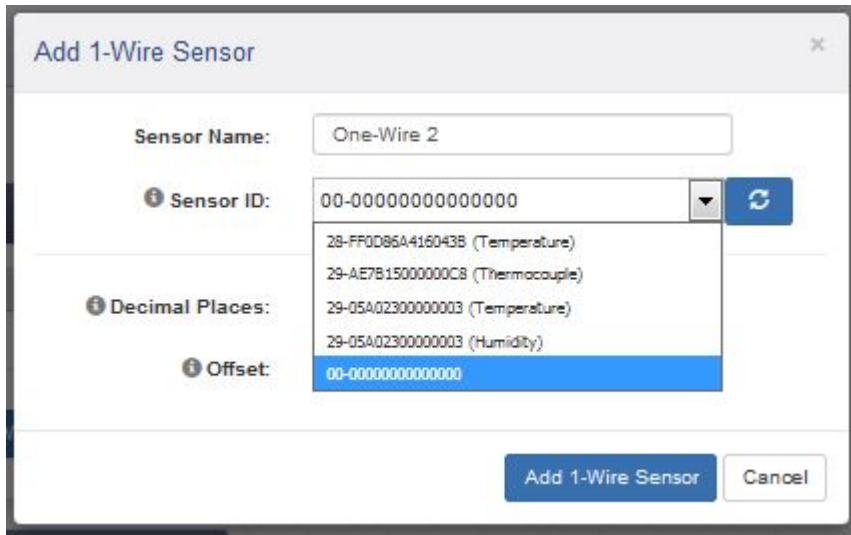 Add 1-Wire Sensor ×
Sensor Name: One-Wire 2
Sensor ID: 00-00000000000000
28-FF0D86A416043B (Temperature)
29-AE7B15000000C8 (Thermocouple)
29-05A02300000003 (Temperature)
29-05A02300000003 (Humidity)
00-00000000000000
Decimal Places:
Offset:
Add 1-Wire Sensor Cancel